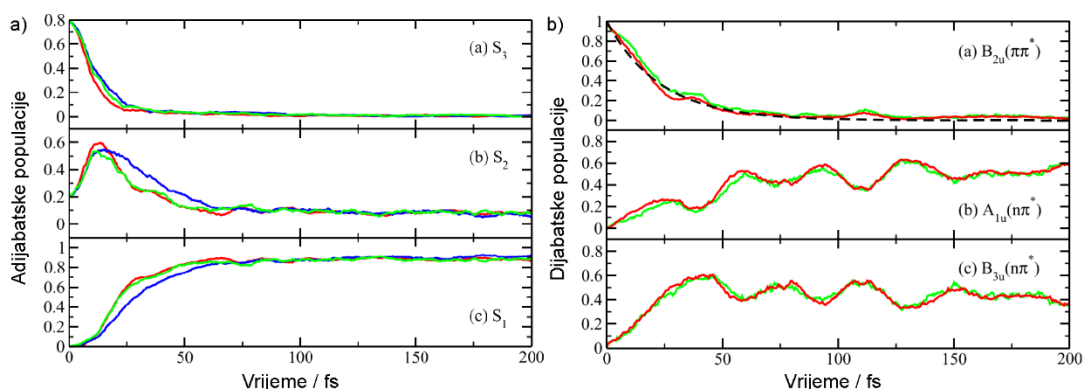 a)
Adijabatske populacije
0.8
0.6
0.4
0.2
0
(a) S3
0.6
0.4
0.2
0
(b) S2
1
0.8
0.6
0.4
0.2
0
(c) S1
0 50 100 150 200
Vrijeme / fs
b)
Dijabatske populacije
1
0.8
0.6
0.4
0.2
0
(a) B2u(ππ*)
0.8
0.6
0.4
0.2
0
(b) A1u(nπ*)
0.8
0.6
0.4
0.2
0
(c) B3u(nπ*)
0 25 50 75 100 125 150 175 200
Vrijeme / fs